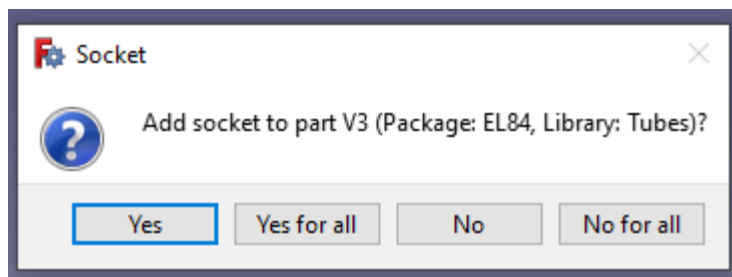 Socket
Add socket to part V3 (Package: EL84, Library: Tubes)?
Yes Yes for all No No for all